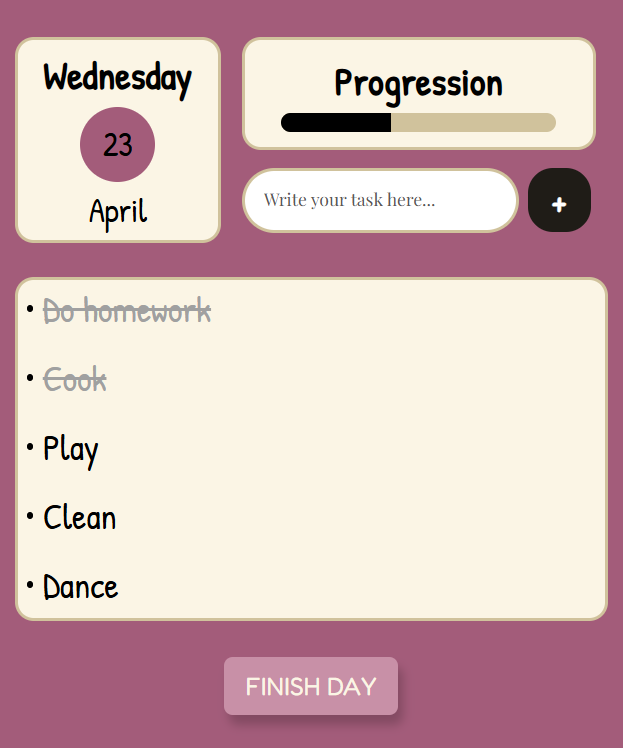 Wednesday
23
April
Progression
Write your task here...
+
• Do homework
• Cook
• Play
• Clean
• Dance
FINISH DAY